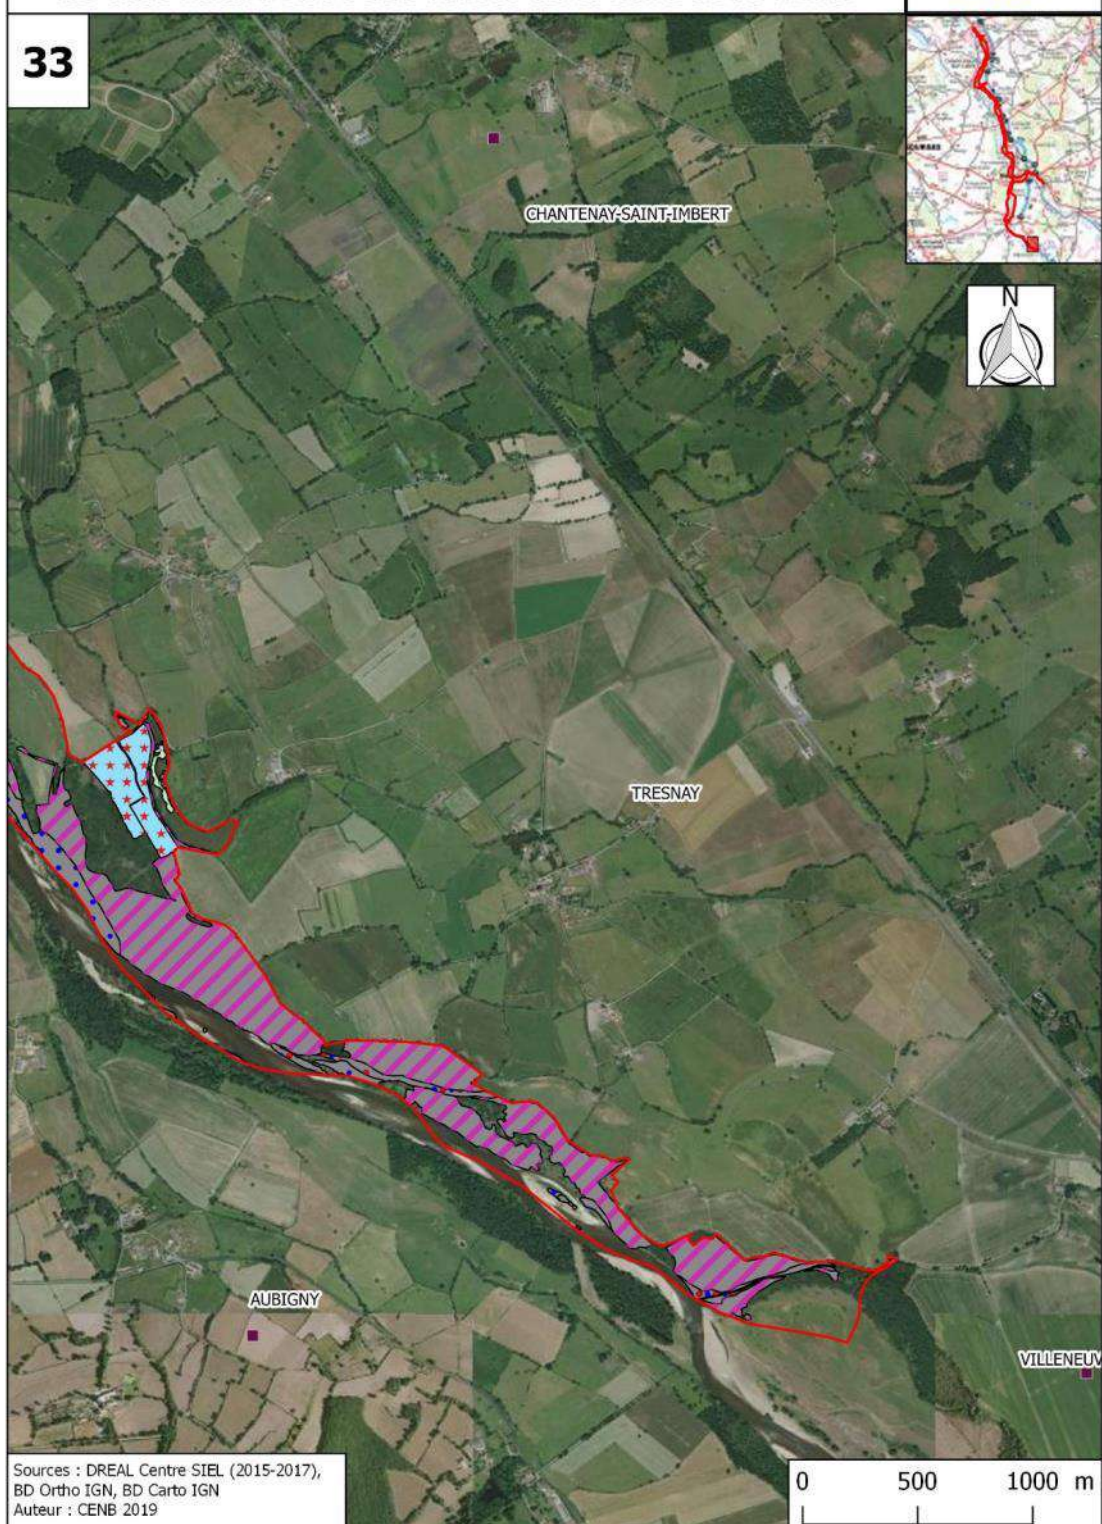 33
CHANTENAY-SAINT-IMBERT
N
TRESNAY
AUBIGNY
VILLENEUV
Sources : DREAL Centre SIEL (2015-2017),
BD Ortho IGN, BD Carto IGN
Auteur : CENB 2019
0 500 1000 m